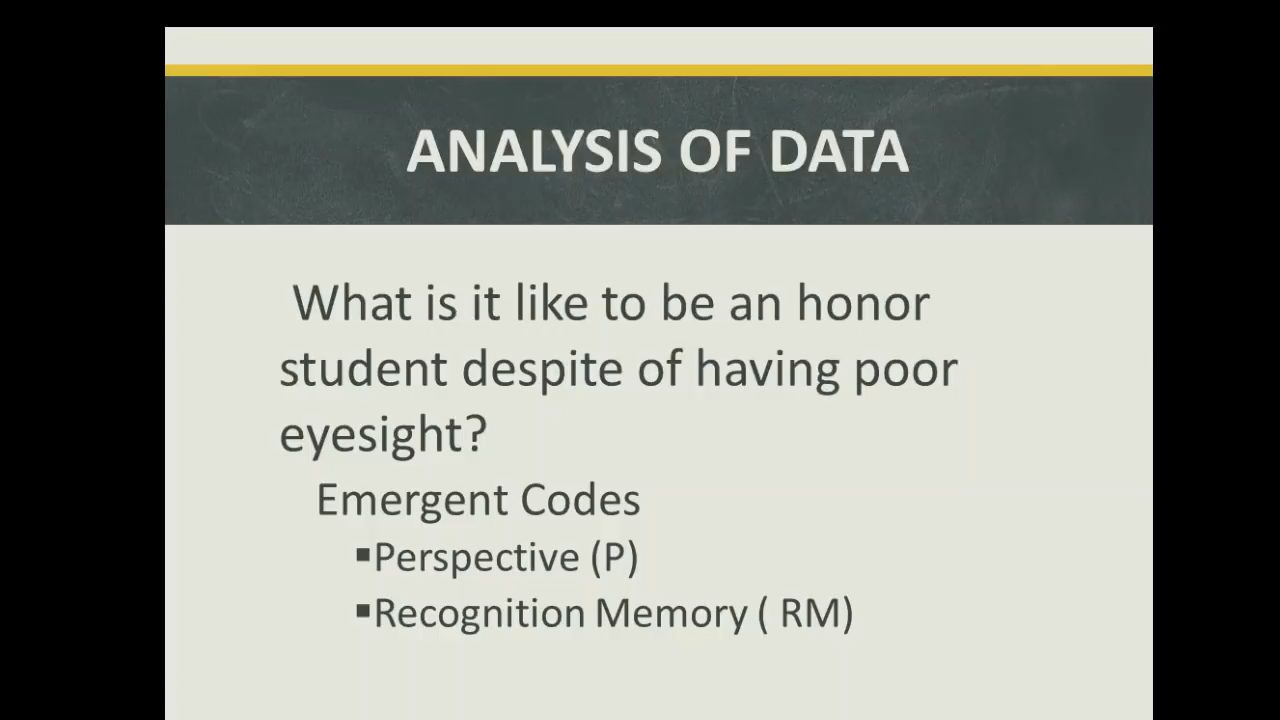 ANALYSIS OF DATA
What is it like to be an honor
student despite of having poor
eyesight?
Emergent Codes
▪Perspective (P)
▪Recognition Memory ( RM)